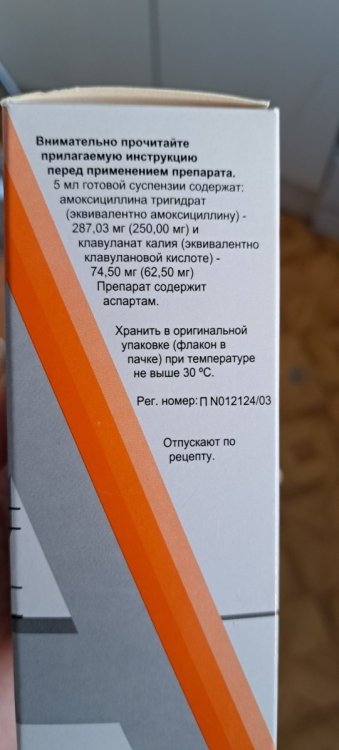 Внимательно прочитайте
прилагаемую инструкцию
перед применением препарата.
5 мл готовой суспензии содержат:
амоксициллина тригидрат
(эквивалентно амоксициллину) -
287,03 мг (250,00 мг) и
клавуланат калия (эквивалентно
клавулановой кислоте) -
74,50 мг (62,50 мг)
Препарат содержит
аспартам.
Хранить в оригинальной
упаковке (флакон в
пачке) при температуре
не выше 30 ºС.
Рег. номер: П N012124/03
Отпускают по
рецепту.